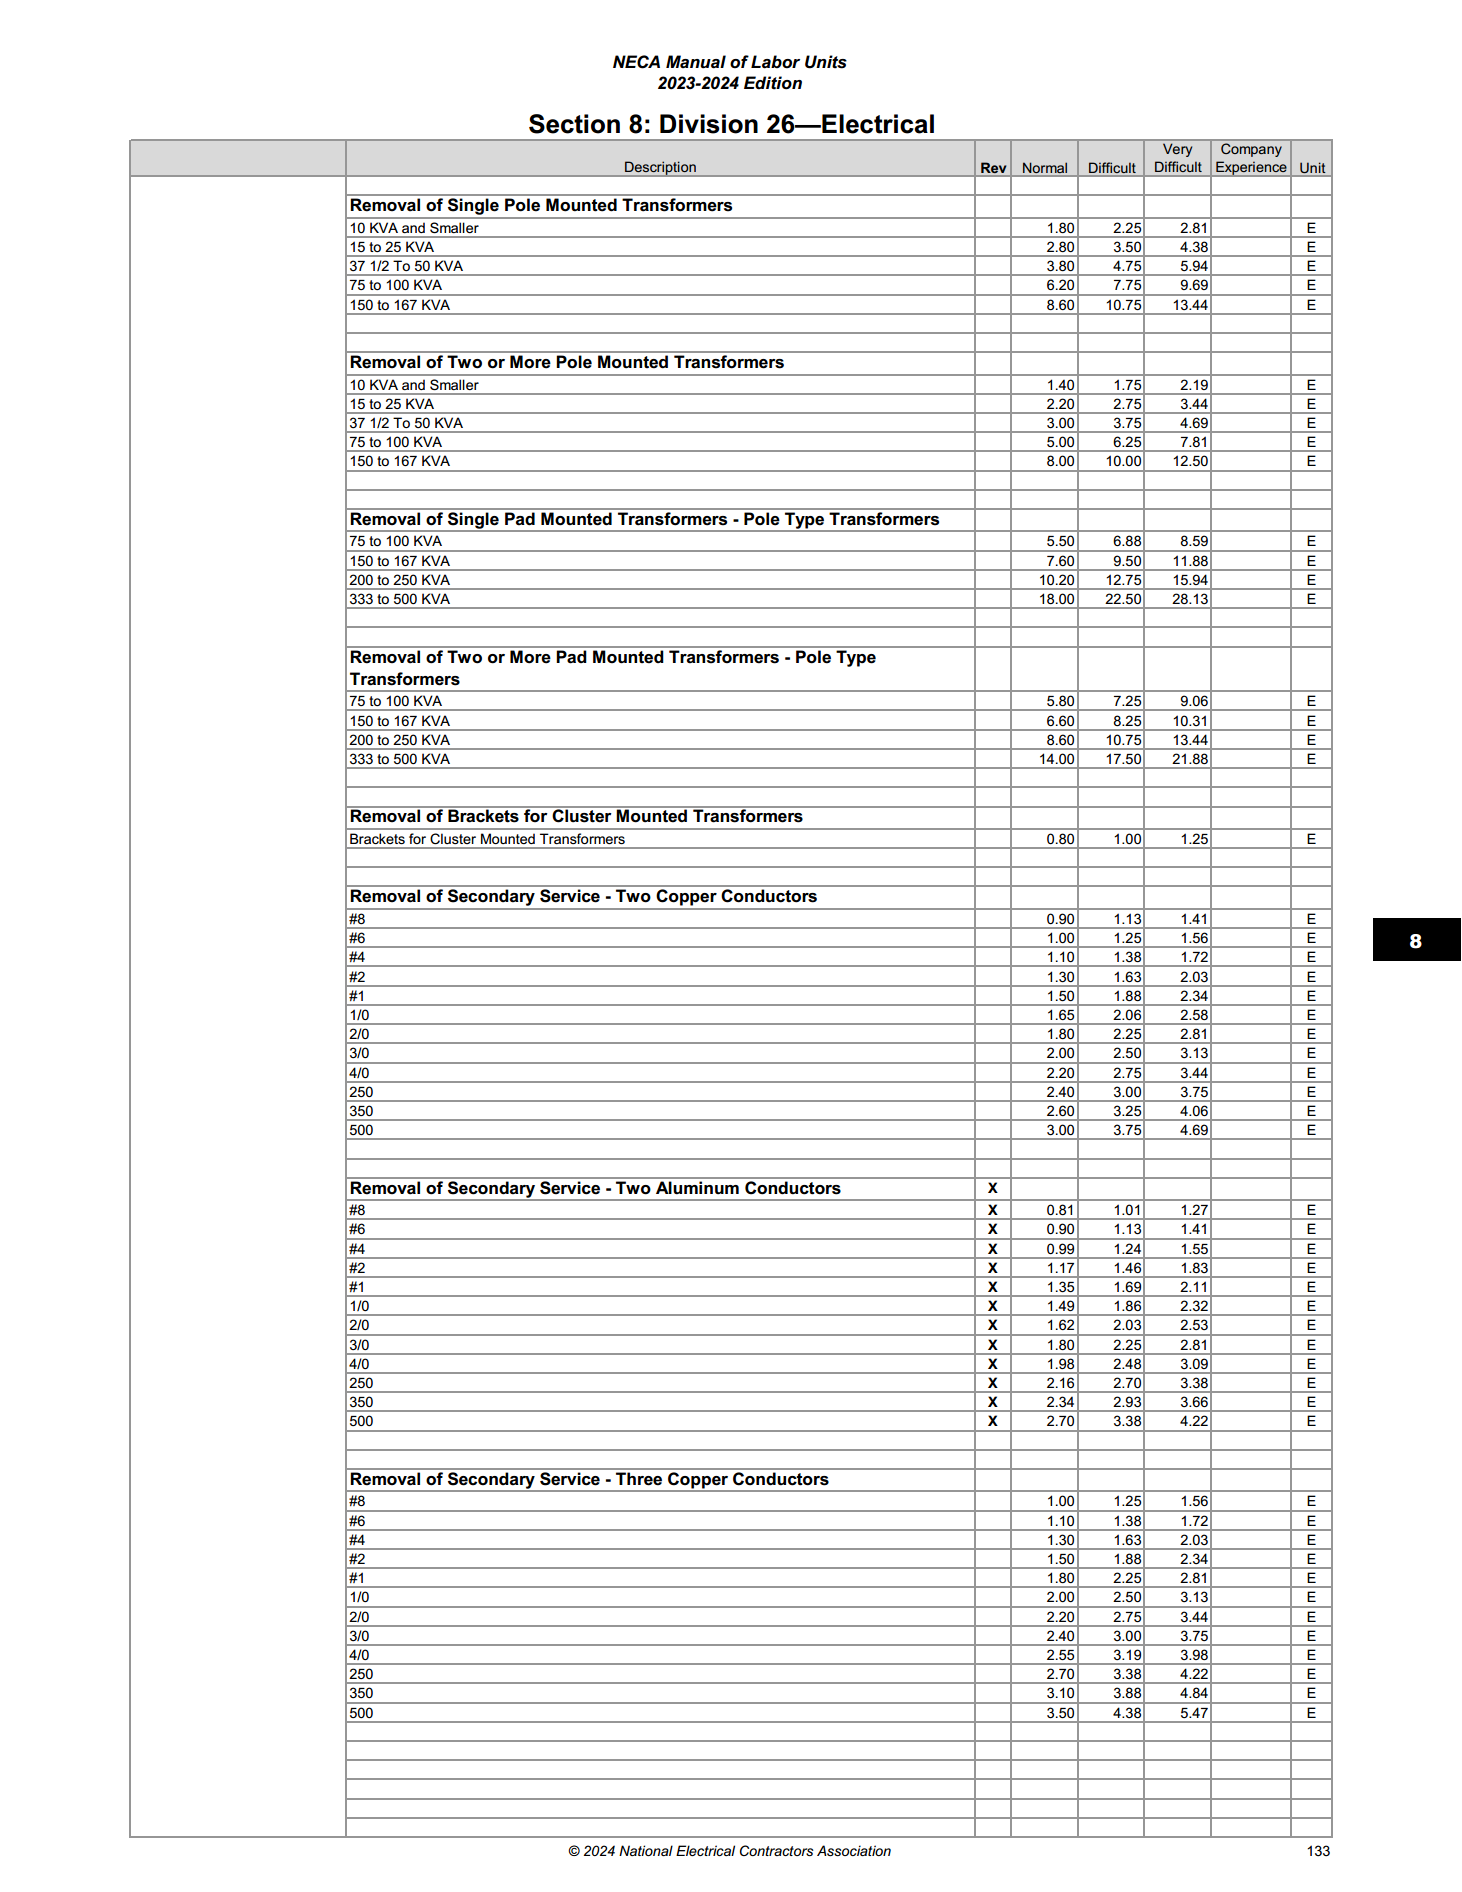 NECA Manual of Labor Units
2023-2024 Edition
Section 8: Division 26—Electrical
Description Rev Normal Difficult Very Difficult Company Experience Unit
Removal of Single Pole Mounted Transformers
10 KVA and Smaller 1.80 2.25 2.81 E
15 to 25 KVA 2.80 3.50 4.38 E
37 1/2 To 50 KVA 3.80 4.75 5.94 E
75 to 100 KVA 6.20 7.75 9.69 E
150 to 167 KVA 8.60 10.75 13.44 E
Removal of Two or More Pole Mounted Transformers
10 KVA and Smaller 1.40 1.75 2.19 E
15 to 25 KVA 2.20 2.75 3.44 E
37 1/2 To 50 KVA 3.00 3.75 4.69 E
75 to 100 KVA 5.00 6.25 7.81 E
150 to 167 KVA 8.00 10.00 12.50 E
Removal of Single Pad Mounted Transformers - Pole Type Transformers
75 to 100 KVA 5.50 6.88 8.59 E
150 to 167 KVA 7.60 9.50 11.88 E
200 to 250 KVA 10.20 12.75 15.94 E
333 to 500 KVA 18.00 22.50 28.13 E
Removal of Two or More Pad Mounted Transformers - Pole Type
Transformers
75 to 100 KVA 5.80 7.25 9.06 E
150 to 167 KVA 6.60 8.25 10.31 E
200 to 250 KVA 8.60 10.75 13.44 E
333 to 500 KVA 14.00 17.50 21.88 E
Removal of Brackets for Cluster Mounted Transformers
Brackets for Cluster Mounted Transformers 0.80 1.00 1.25 E
Removal of Secondary Service - Two Copper Conductors
#8 0.90 1.13 1.41 E
#6 1.00 1.25 1.56 E
#4 1.10 1.38 1.72 E
#2 1.30 1.63 2.03 E
#1 1.50 1.88 2.34 E
1/0 1.65 2.06 2.58 E
2/0 1.80 2.25 2.81 E
3/0 2.00 2.50 3.13 E
4/0 2.20 2.75 3.44 E
250 2.40 3.00 3.75 E
350 2.60 3.25 4.06 E
500 3.00 3.75 4.69 E
8
Removal of Secondary Service - Two Aluminum Conductors X
#8 X 0.81 1.01 1.27 E
#6 X 0.90 1.13 1.41 E
#4 X 0.99 1.24 1.55 E
#2 X 1.17 1.46 1.83 E
#1 X 1.35 1.69 2.11 E
1/0 X 1.49 1.86 2.32 E
2/0 X 1.62 2.03 2.53 E
3/0 X 1.80 2.25 2.81 E
4/0 X 1.98 2.48 3.09 E
250 X 2.16 2.70 3.38 E
350 X 2.34 2.93 3.66 E
500 X 2.70 3.38 4.22 E
Removal of Secondary Service - Three Copper Conductors
#8 1.00 1.25 1.56 E
#6 1.10 1.38 1.72 E
#4 1.30 1.63 2.03 E
#2 1.50 1.88 2.34 E
#1 1.80 2.25 2.81 E
1/0 2.00 2.50 3.13 E
2/0 2.20 2.75 3.44 E
3/0 2.40 3.00 3.75 E
4/0 2.55 3.19 3.98 E
250 2.70 3.38 4.22 E
350 3.10 3.88 4.84 E
500 3.50 4.38 5.47 E
© 2024 National Electrical Contractors Association 133